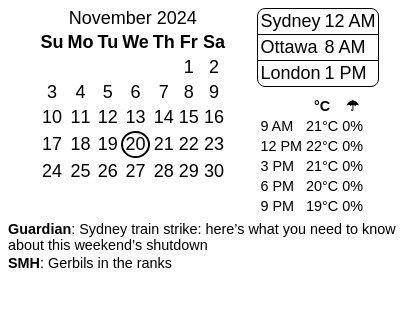 November 2024
Su Mo Tu We Th Fr Sa
1 2
3 4 5 6 7 8 9
10 11 12 13 14 15 16
17 18 19 20 21 22 23
24 25 26 27 28 29 30
Sydney 12 AM
Ottawa 8 AM
London 1 PM
°C ☂
9 AM 21°C 0%
12 PM 22°C 0%
3 PM 21°C 0%
6 PM 20°C 0%
9 PM 19°C 0%
Guardian: Sydney train strike: here’s what you need to know
about this weekend’s shutdown
SMH: Gerbils in the ranks